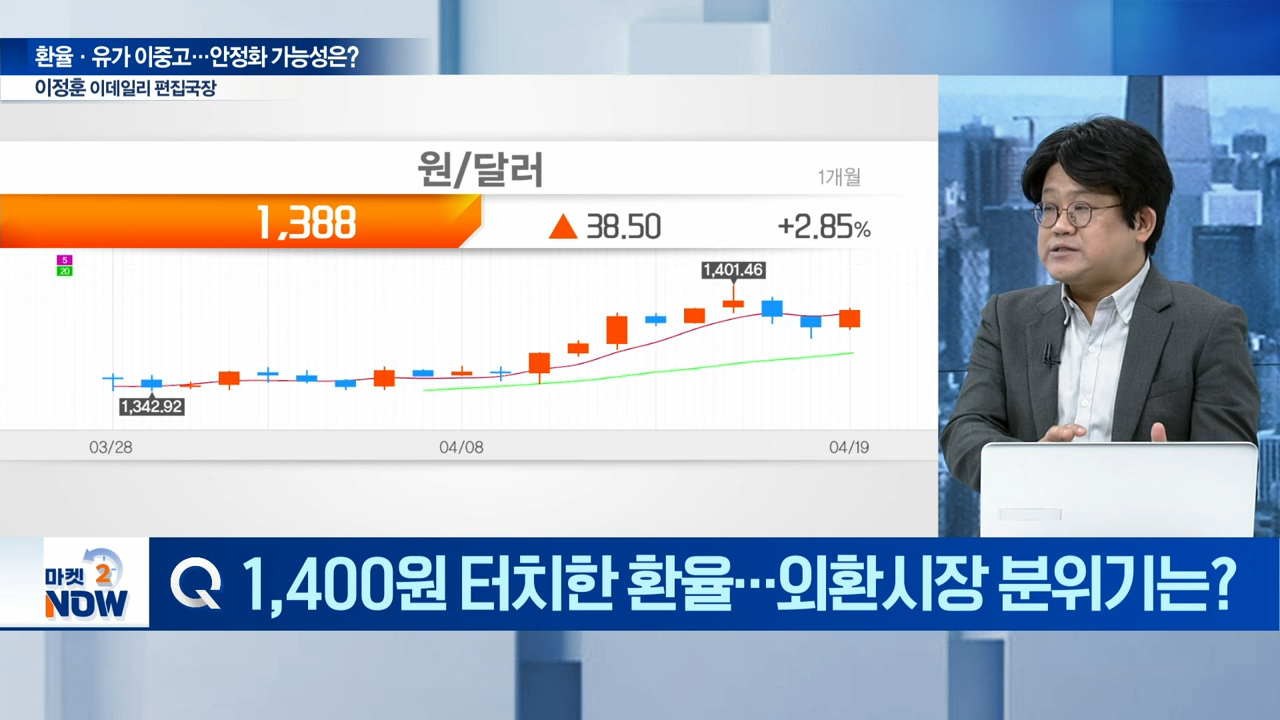 환율·유가 이중고…안정화 가능성은?
이정훈 이데일리 편집국장
원/달러
1개월
1,388 ▲ 38.50 +2.85%
5
20
1,401.46
1,342.92
03/28 04/08 04/19
마켓 2
NOW
Q 1,400원 터치한 환율…외환시장 분위기는?